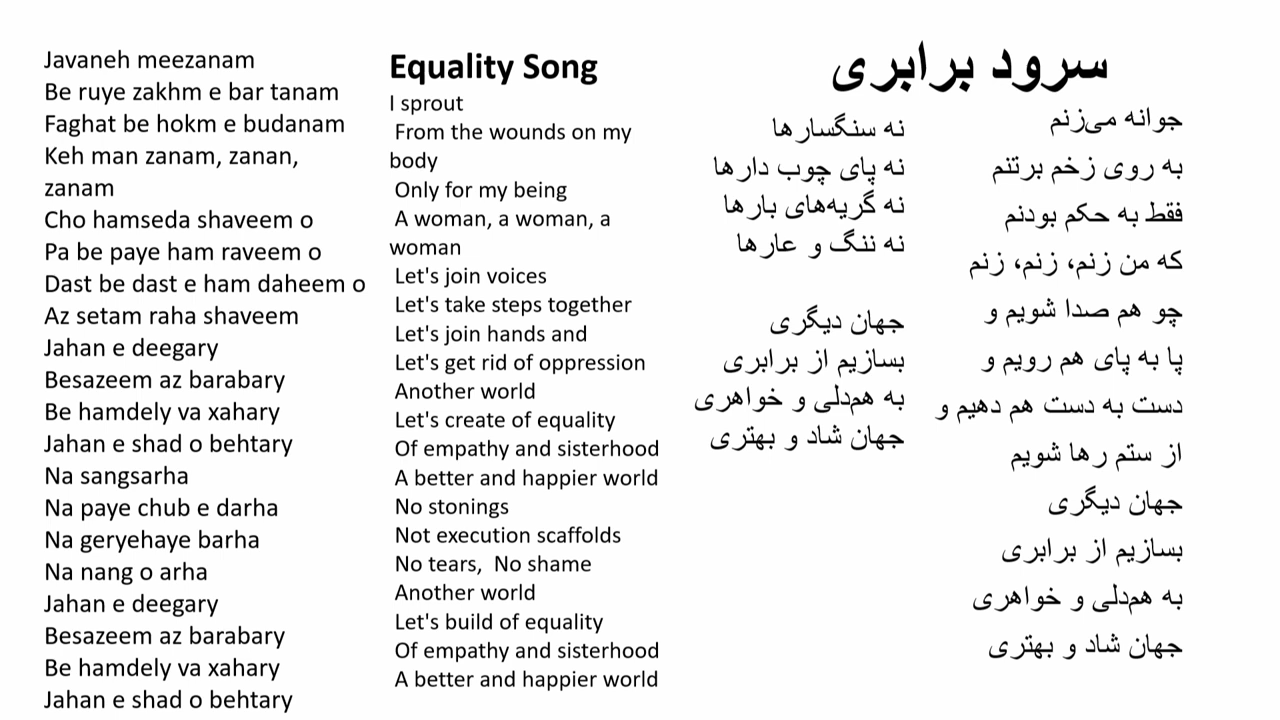 Javaneh meezanam
Be ruye zakhm e bar tanam
Faghat be hokm e budanam
Keh man zanam, zanan,
zanam
Cho hamseda shaveem o
Pa be paye ham raveem o
Dast be dast e ham daheem o
Az setam raha shaveem
Jahan e deegary
Besazeem az barabary
Be hamdely va xahary
Jahan e shad o behtary
Na sangsarha
Na paye chub e darha
Na geryehaye barha
Na nang o arha
Jahan e deegary
Besazeem az barabary
Be hamdely va xahary
Jahan e shad o behtary
Equality Song
I sprout
From the wounds on my
body
Only for my being
A woman, a woman, a
woman
Let's join voices
Let's take steps together
Let's join hands and
Let's get rid of oppression
Another world
Let's create of equality
Of empathy and sisterhood
A better and happier world
No stonings
Not execution scaffolds
No tears,  No shame
Another world
Let's build of equality
Of empathy and sisterhood
A better and happier world
سرود برابری
جوانه می‌زنم
به روی زخم برتنم
فقط به حکم بودنم
که من زنم، زنم، زنم
چو هم صدا شویم و
پا به پای هم رویم و
دست به دست هم دهیم و
از ستم رها شویم
جهان دیگری
بسازیم از برابری
به هم‌دلی و خواهری
جهان شاد و بهتری
نه سنگسارها
نه پای چوب دارها
نه گریه‌های بارها
نه ننگ و عارها
جهان دیگری
بسازیم از برابری
به هم‌دلی و خواهری
جهان شاد و بهتری